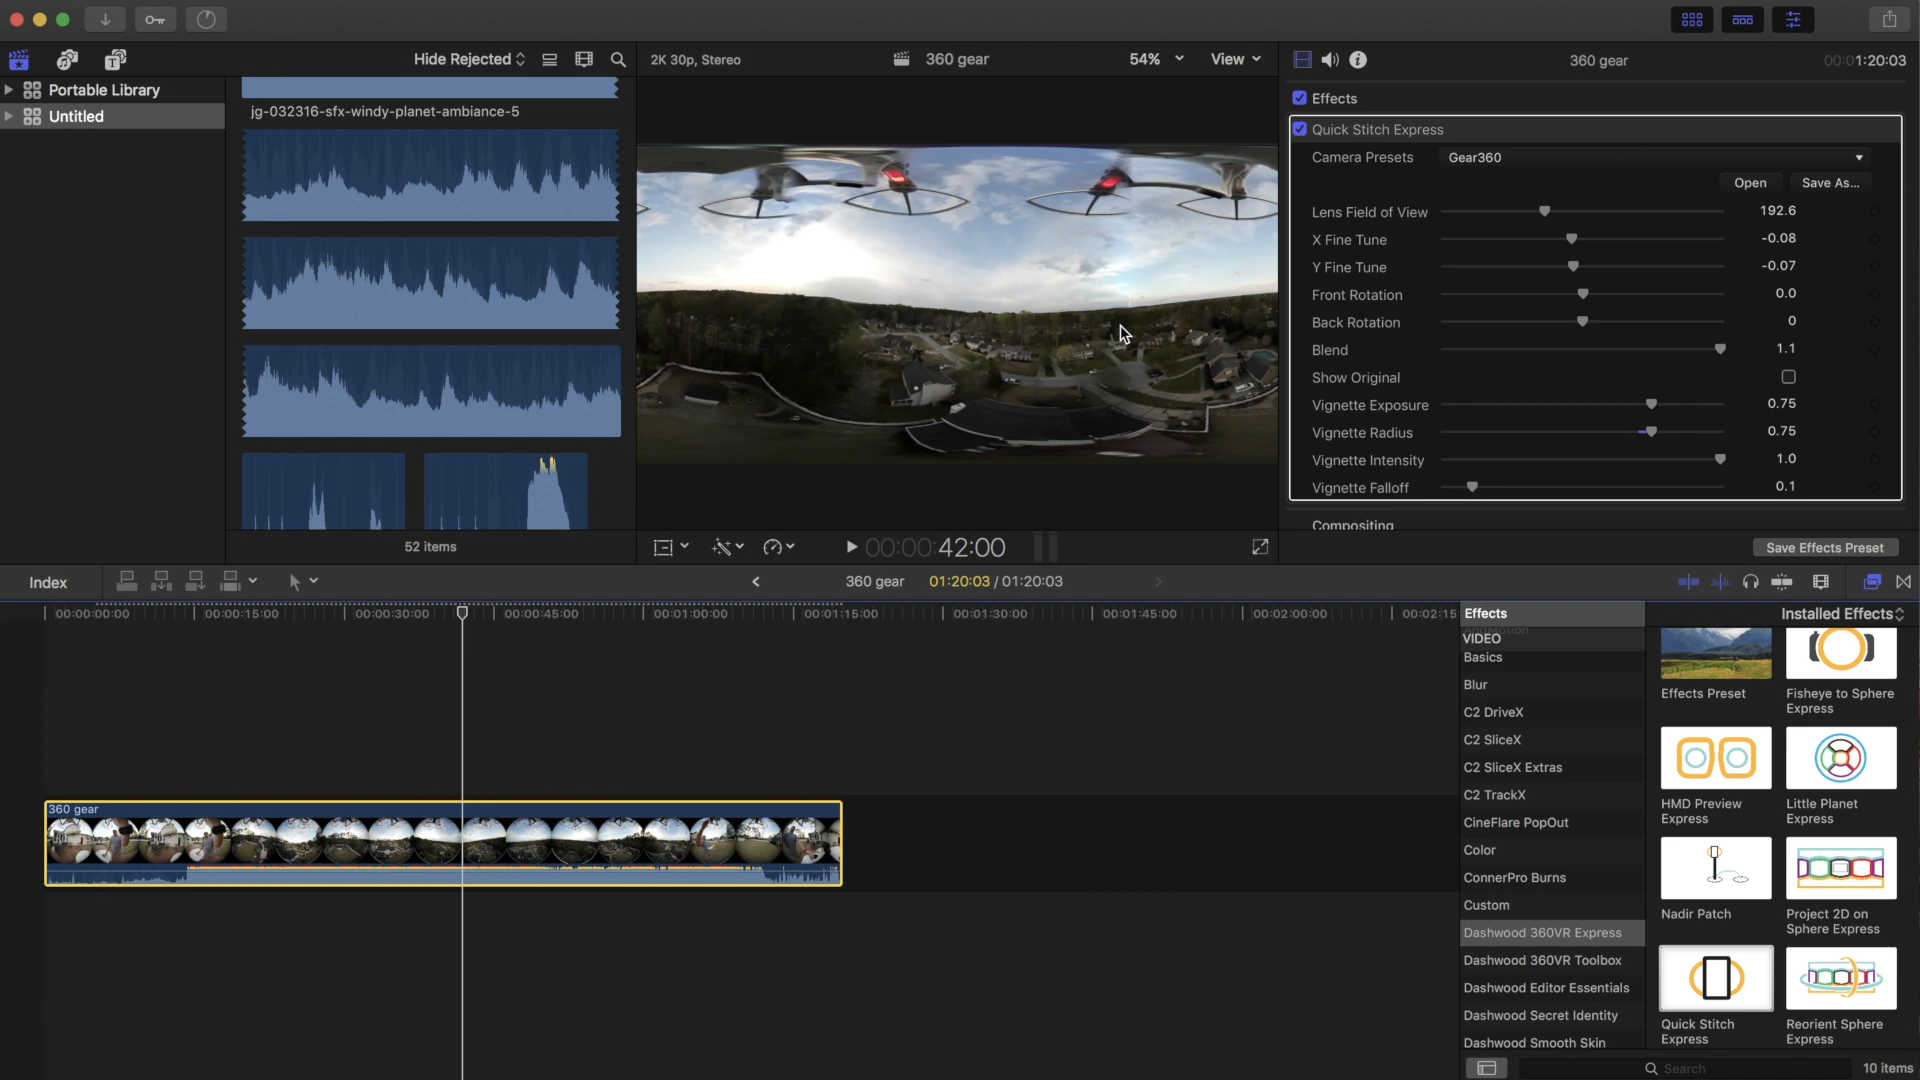 Hide Rejected
2K 30p, Stereo
360 gear
54%
View
360 gear
00:01:20:03
Portable Library
Untitled
jg-032316-sfx-windy-planet-ambiance-5
52 items
Effects
Quick Stitch Express
Camera Presets
Gear360
Open
Save As...
Lens Field of View
192.6
X Fine Tune
-0.08
Y Fine Tune
-0.07
Front Rotation
0.0
Back Rotation
0
Blend
1.1
Show Original
Vignette Exposure
0.75
Vignette Radius
0.75
Vignette Intensity
1.0
Vignette Falloff
0.1
Compositing
00:00:42:00
Save Effects Preset
Index
360 gear
01:20:03 / 01:20:03
00:00:00:00
00:00:15:00
00:00:30:00
00:00:45:00
00:01:00:00
00:01:15:00
00:01:30:00
00:01:45:00
00:02:00:00
00:02:15
360 gear
Effects
Installed Effects
VIDEO
Basics
Blur
C2 DriveX
C2 SliceX
C2 SliceX Extras
C2 TrackX
CineFlare PopOut
Color
ConnerPro Burns
Custom
Dashwood 360VR Express
Dashwood 360VR Toolbox
Dashwood Editor Essentials
Dashwood Secret Identity
Dashwood Smooth Skin
Effects Preset
Fisheye to Sphere
Express
HMD Preview
Express
Little Planet
Express
Nadir Patch
Project 2D on
Sphere Express
Quick Stitch
Express
Reorient Sphere
Express
Search
10 items